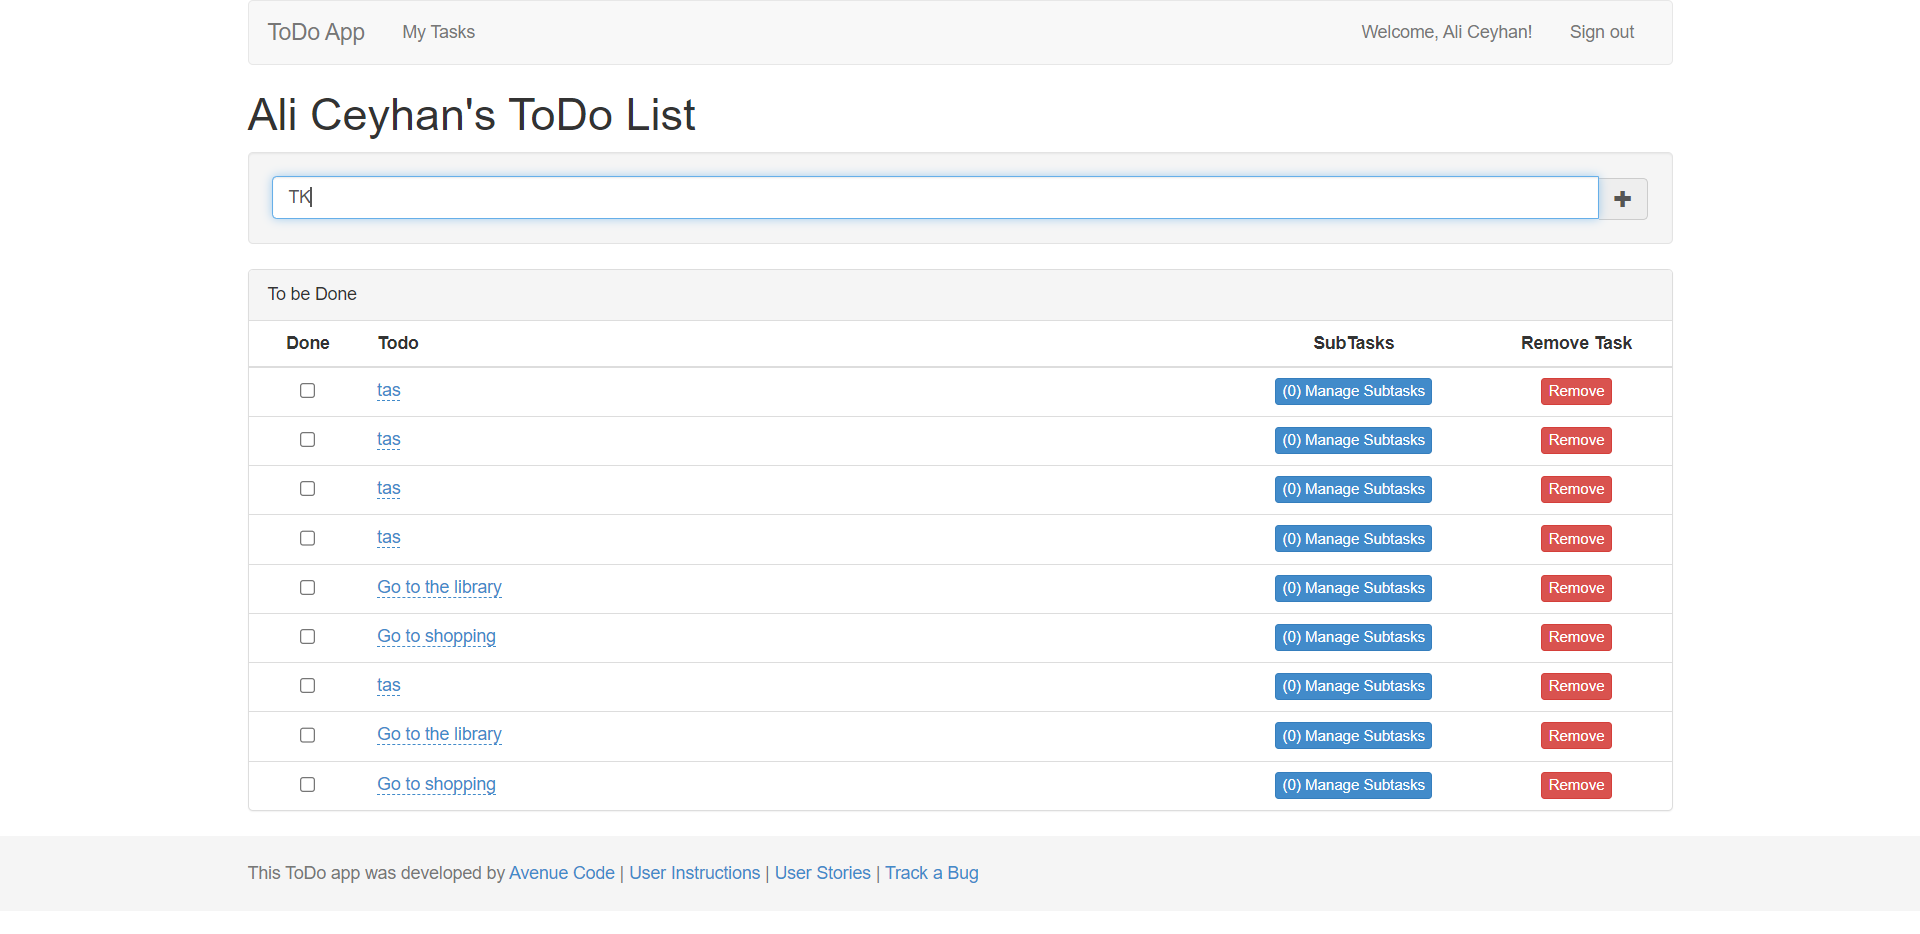 ToDo App My Tasks Welcome, Ali Ceyhan! Sign out
Ali Ceyhan's ToDo List
TK
To be Done
Done Todo SubTasks Remove Task
tas (0) Manage Subtasks Remove
tas (0) Manage Subtasks Remove
tas (0) Manage Subtasks Remove
tas (0) Manage Subtasks Remove
Go to the library (0) Manage Subtasks Remove
Go to shopping (0) Manage Subtasks Remove
tas (0) Manage Subtasks Remove
Go to the library (0) Manage Subtasks Remove
Go to shopping (0) Manage Subtasks Remove
This ToDo app was developed by Avenue Code | User Instructions | User Stories | Track a Bug